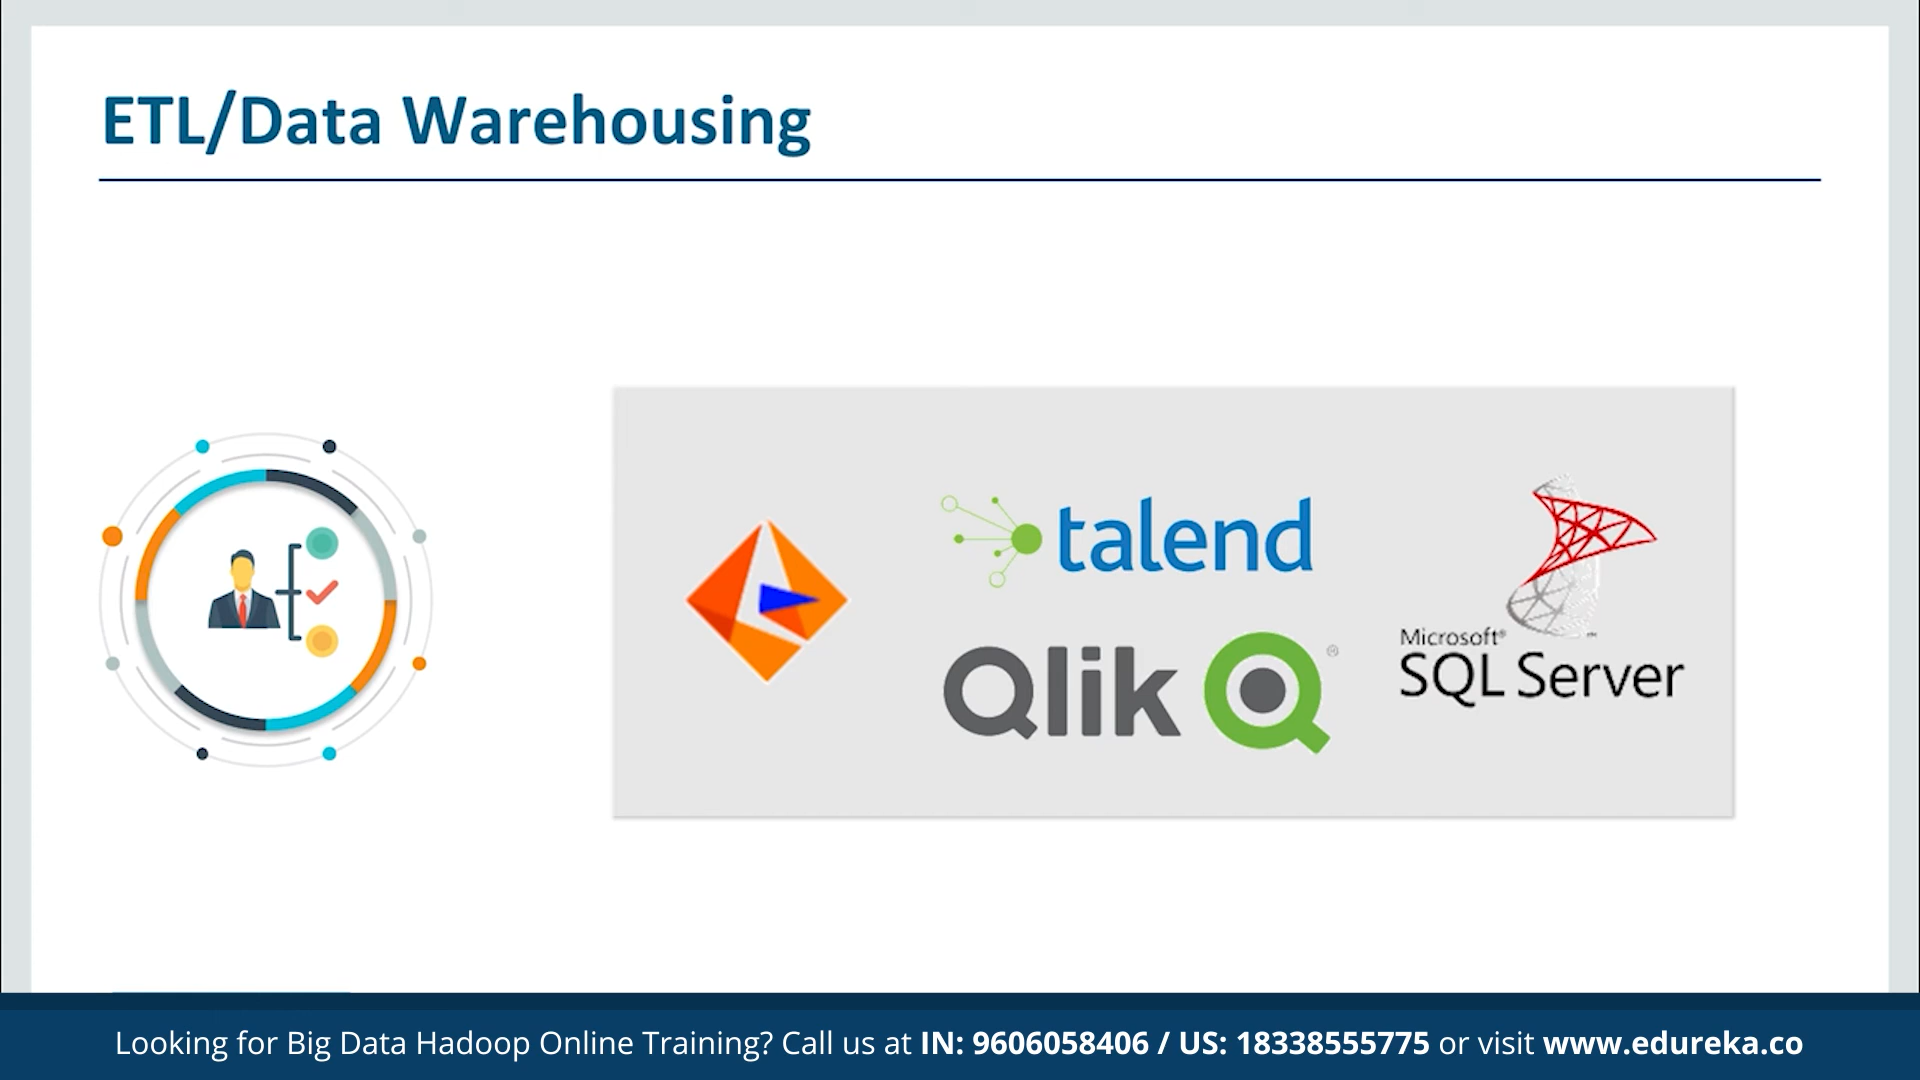 ETL/Data Warehousing
talend
Qlik Q®
Microsoft®
SQL Server
Looking for Big Data Hadoop Online Training? Call us at IN: 9606058406 / US: 18338555775 or visit www.edureka.co